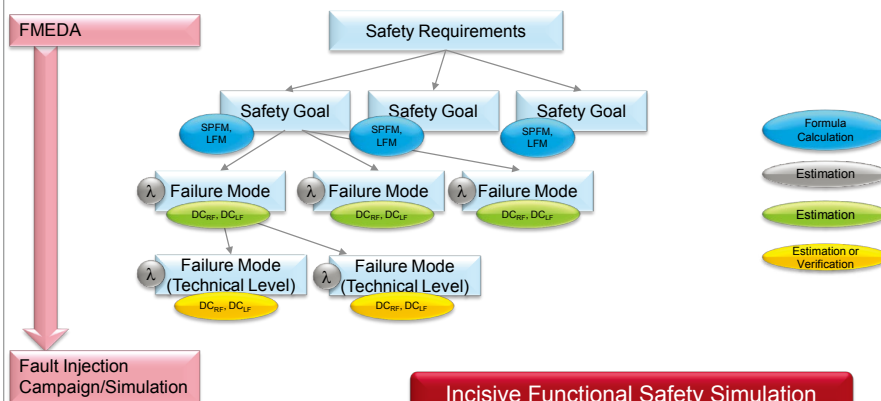 FMEDA
Safety Requirements
Safety Goal
Safety Goal
Safety Goal
SPFM,
LFM
SPFM,
LFM
SPFM,
LFM
Formula
Calculation
Estimation
λ
Failure Mode
λ
Failure Mode
λ
Failure Mode
DCRF, DCLF
DCRF, DCLF
DCRF, DCLF
Estimation
Estimation or
Verification
λ
Failure Mode
(Technical Level)
λ
Failure Mode
(Technical Level)
DCRF, DCLF
DCRF, DCLF
Fault Injection
Campaign/Simulation
Incisive Functional Safety Simulation